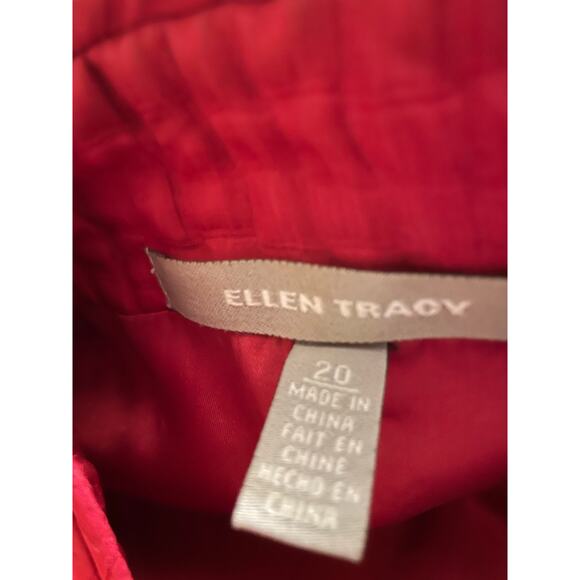 ELLEN TRACY
20
MADE IN
CHINA
FAIT EN
CHINE
HECHO EN
CHINA